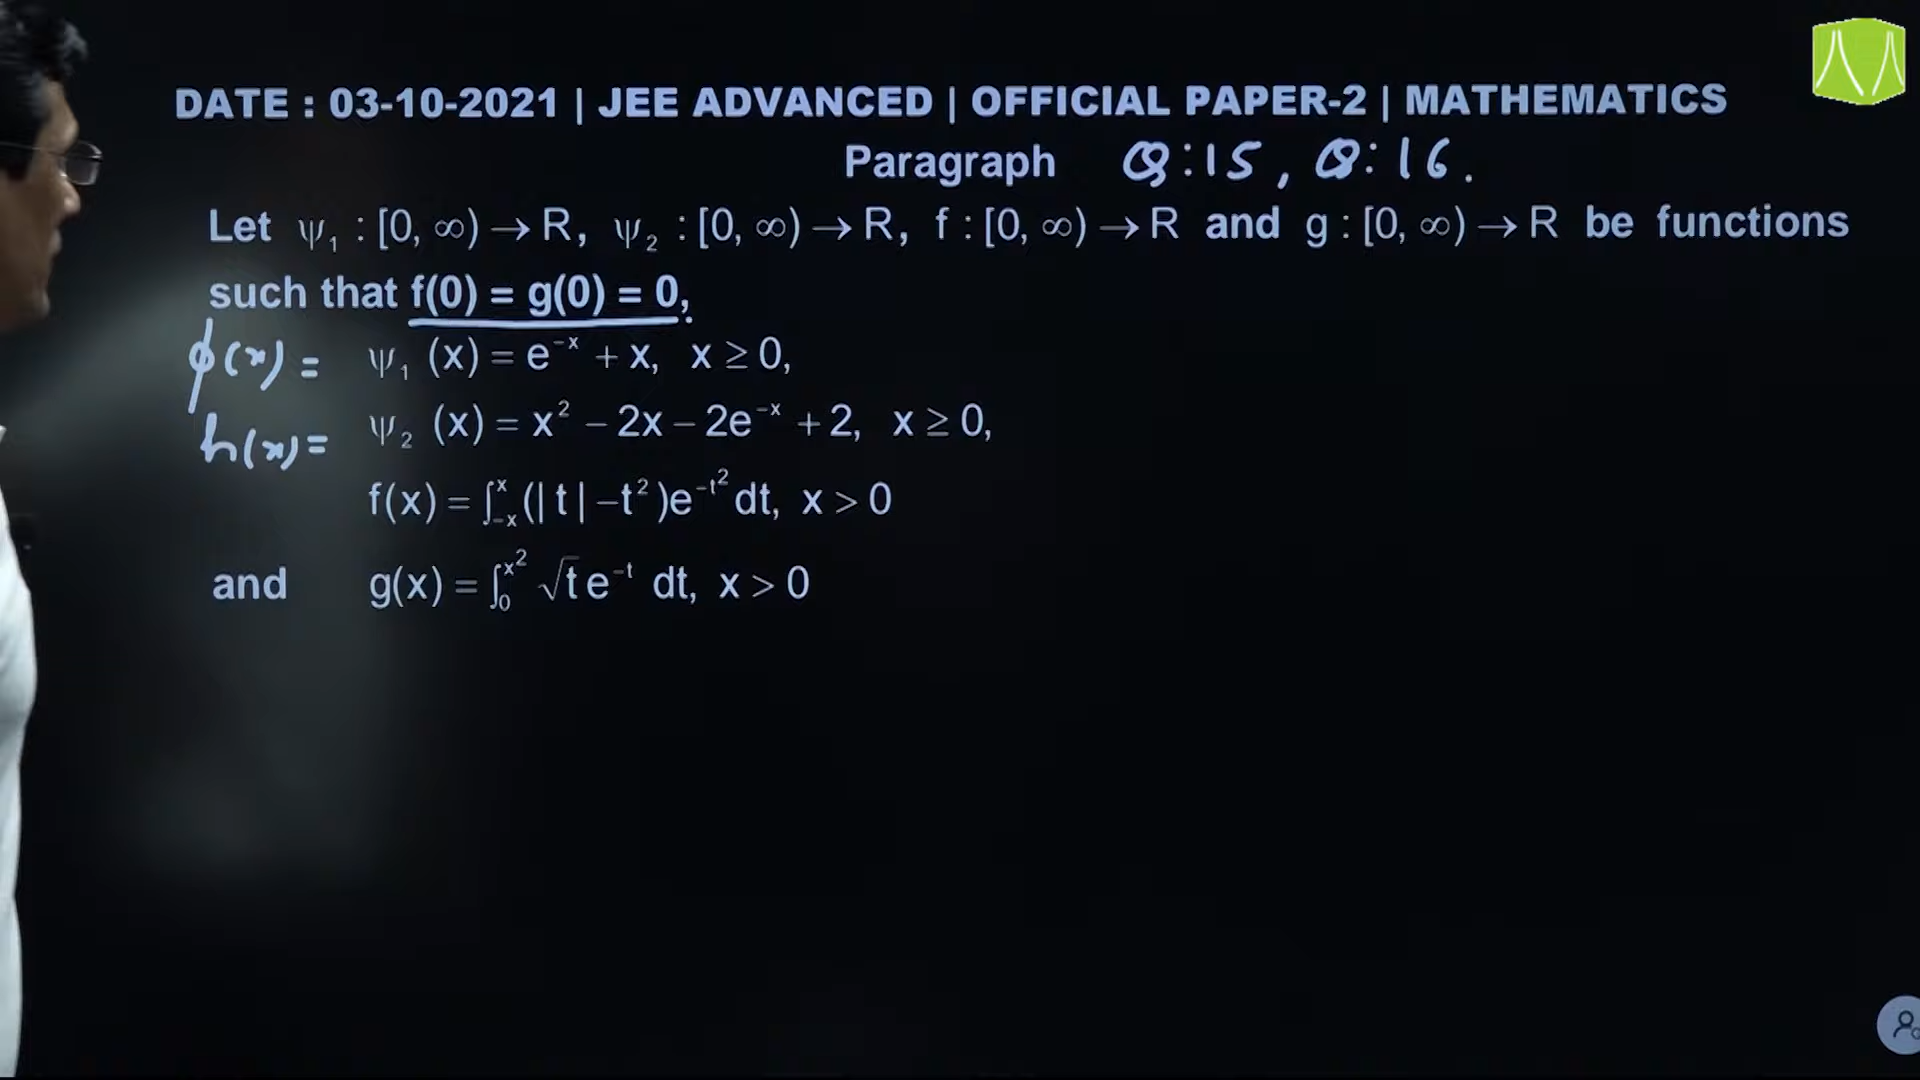 DATE : 03-10-2021 | JEE ADVANCED | OFFICIAL PAPER-2 | MATHEMATICS
Paragraph Q:15, Q:16.
Let ψ₁ : [0, ∞) → R, ψ₂ : [0, ∞) → R, f : [0, ∞) → R and g : [0, ∞) → R be functions
such that f(0) = g(0) = 0,
ϕ(x) = ψ₁ (x) = e⁻ˣ + x, x ≥ 0,
h(x) = ψ₂ (x) = x² − 2x − 2e⁻ˣ + 2, x ≥ 0,
f(x) = ∫₋ₓˣ (| t | −t²)e^{-t²} dt, x > 0
and g(x) = ∫₀^{x²} √t e^{-t} dt, x > 0